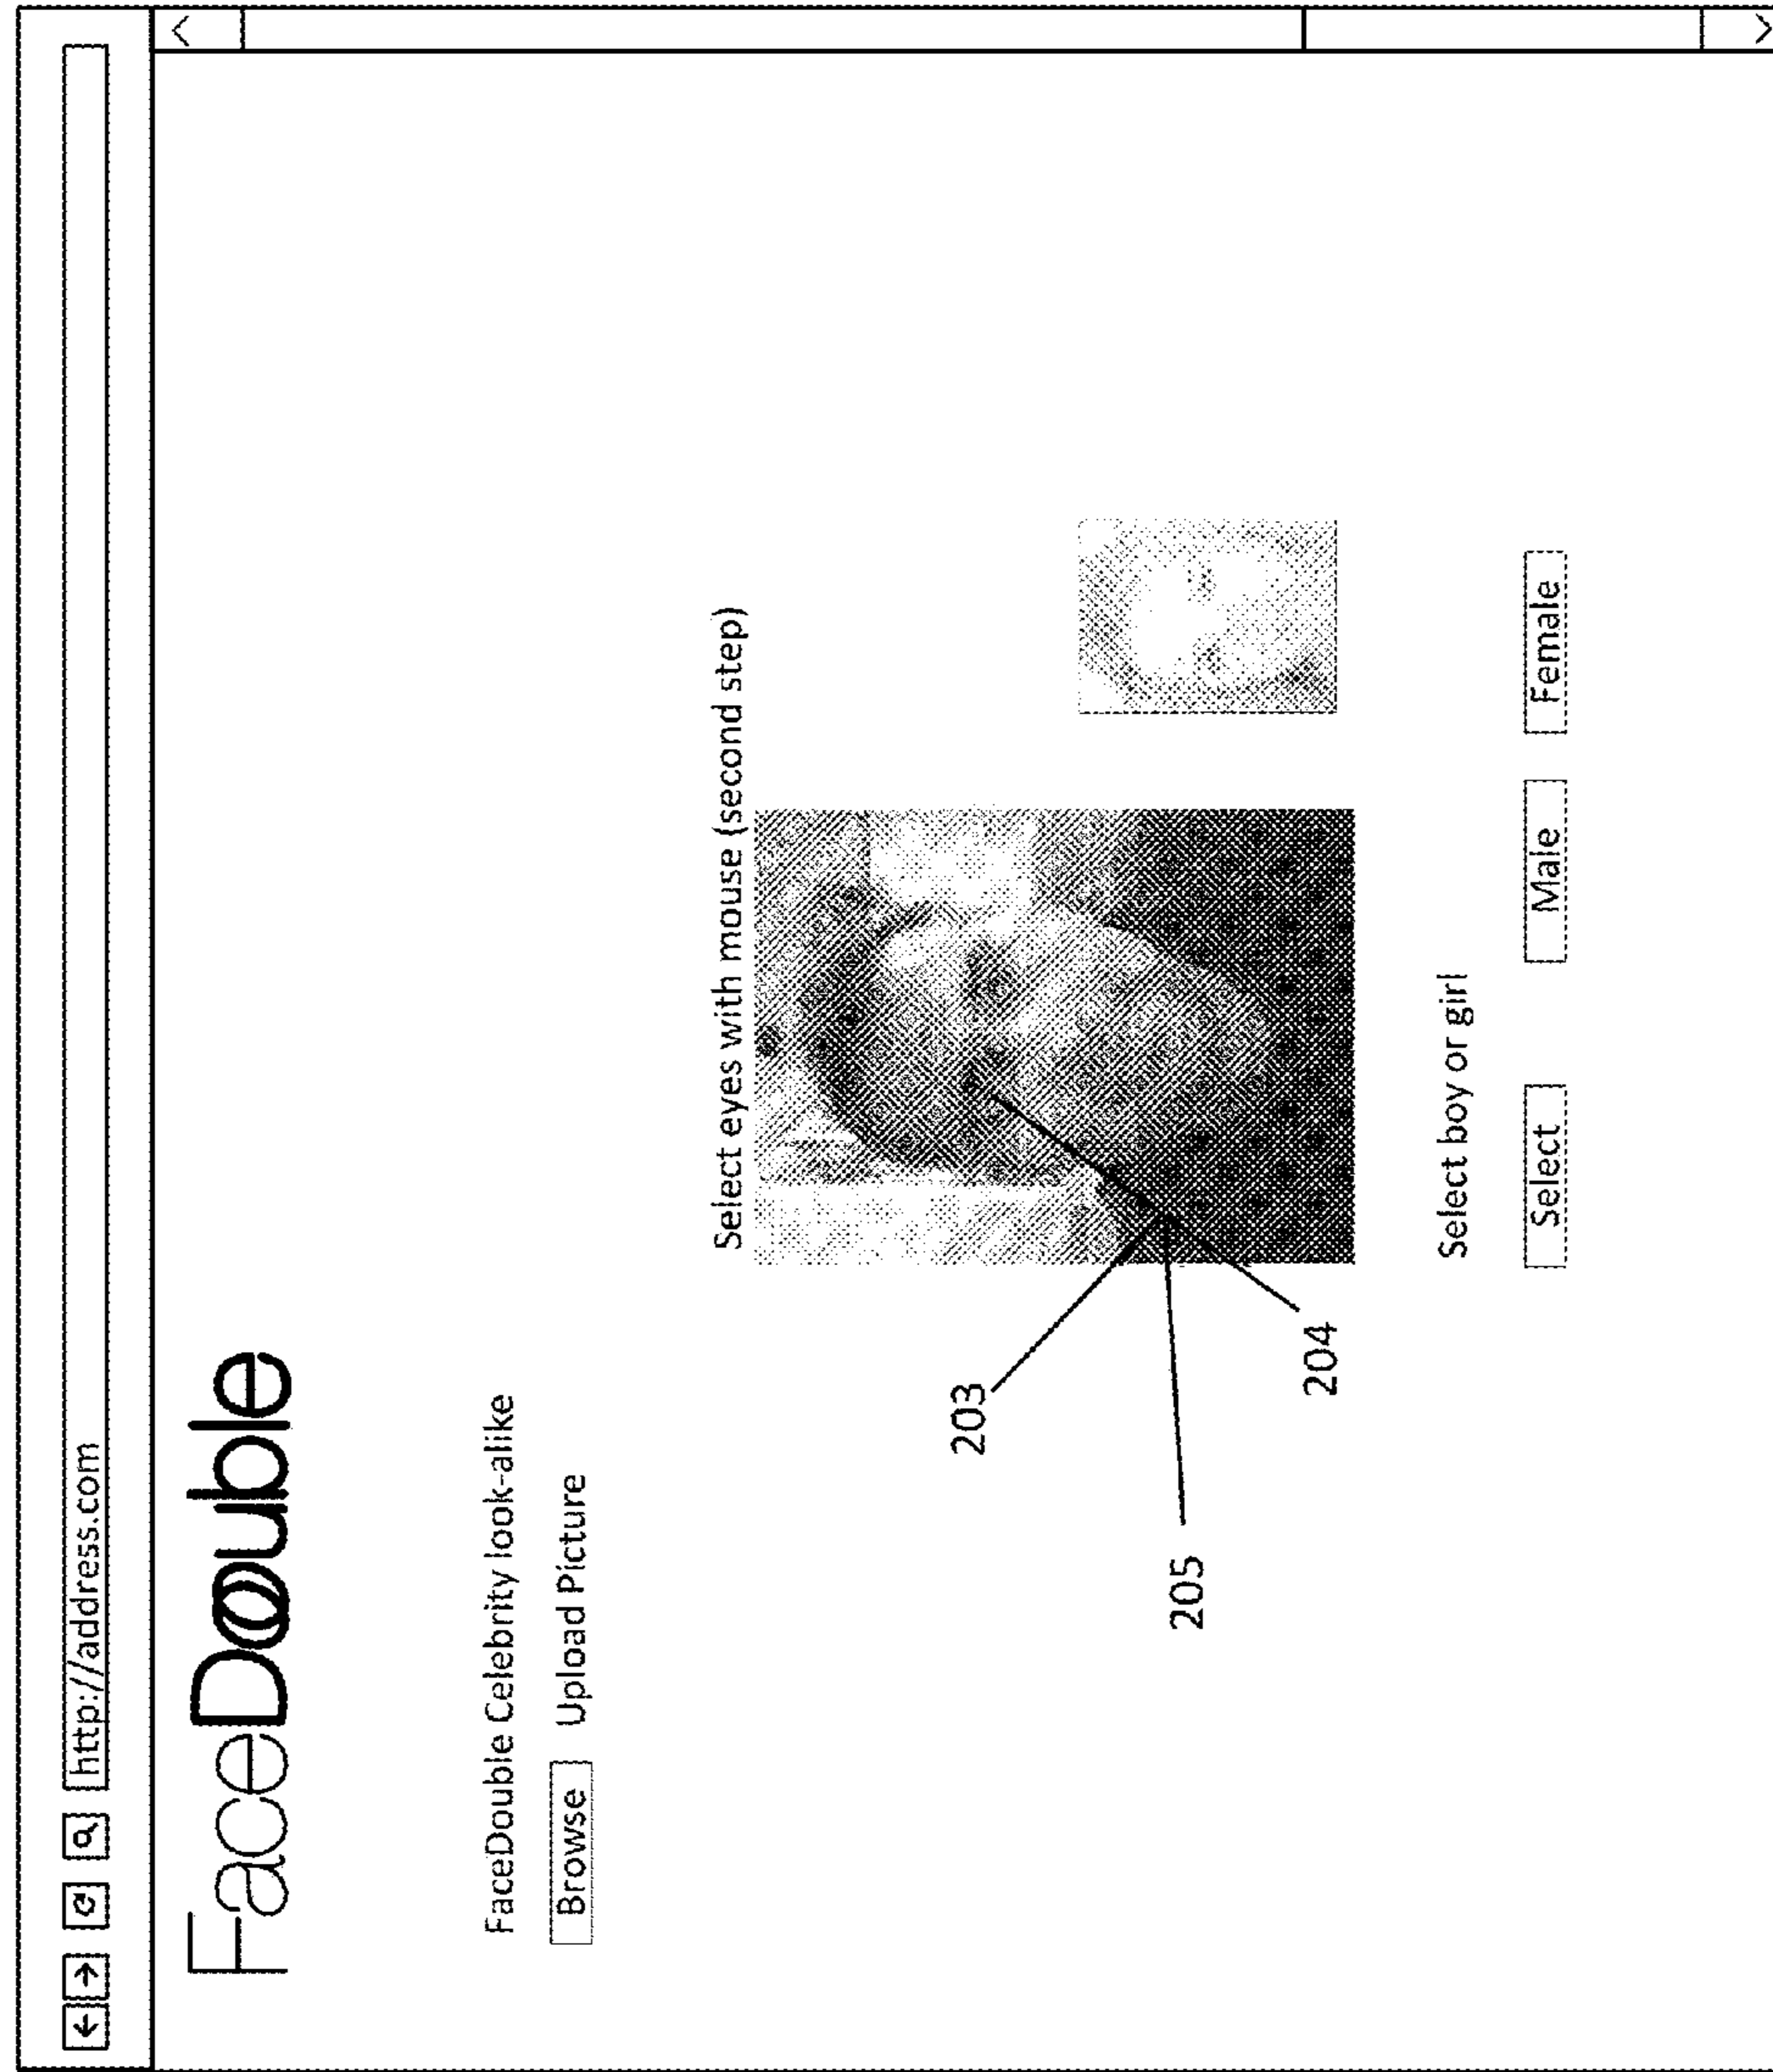 http://address.com
FaceDouble
FaceDouble Celebrity look-alike
Browse Upload Picture
Select eyes with mouse (second step)
203
205
204
Select boy or girl
Select Male Female